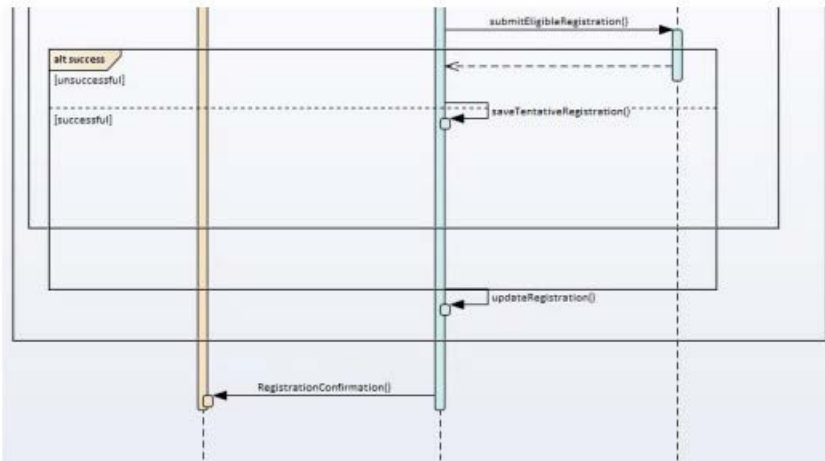 submitEligibleRegistration()
alt success
[unsuccessful]
saveTentativeRegistration()
[successful]
updateRegistration()
RegistrationConfirmation()